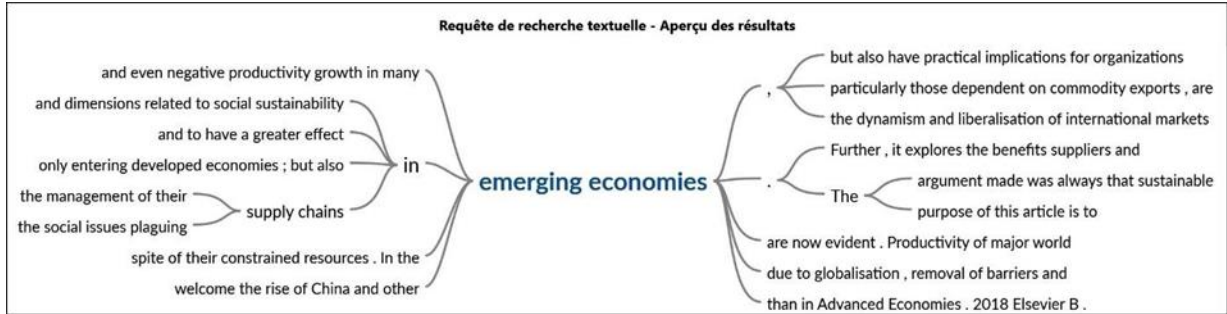 Requête de recherche textuelle - Aperçu des résultats
and even negative productivity growth in many
and dimensions related to social sustainability
and to have a greater effect
only entering developed economies ; but also
the management of their
the social issues plaguing
supply chains
in
spite of their constrained resources . In the
welcome the rise of China and other
emerging economies
,
but also have practical implications for organizations
particularly those dependent on commodity exports , are
the dynamism and liberalisation of international markets
.
Further , it explores the benefits suppliers and
The
argument made was always that sustainable
purpose of this article is to
are now evident . Productivity of major world
due to globalisation , removal of barriers and
than in Advanced Economies . 2018 Elsevier B .